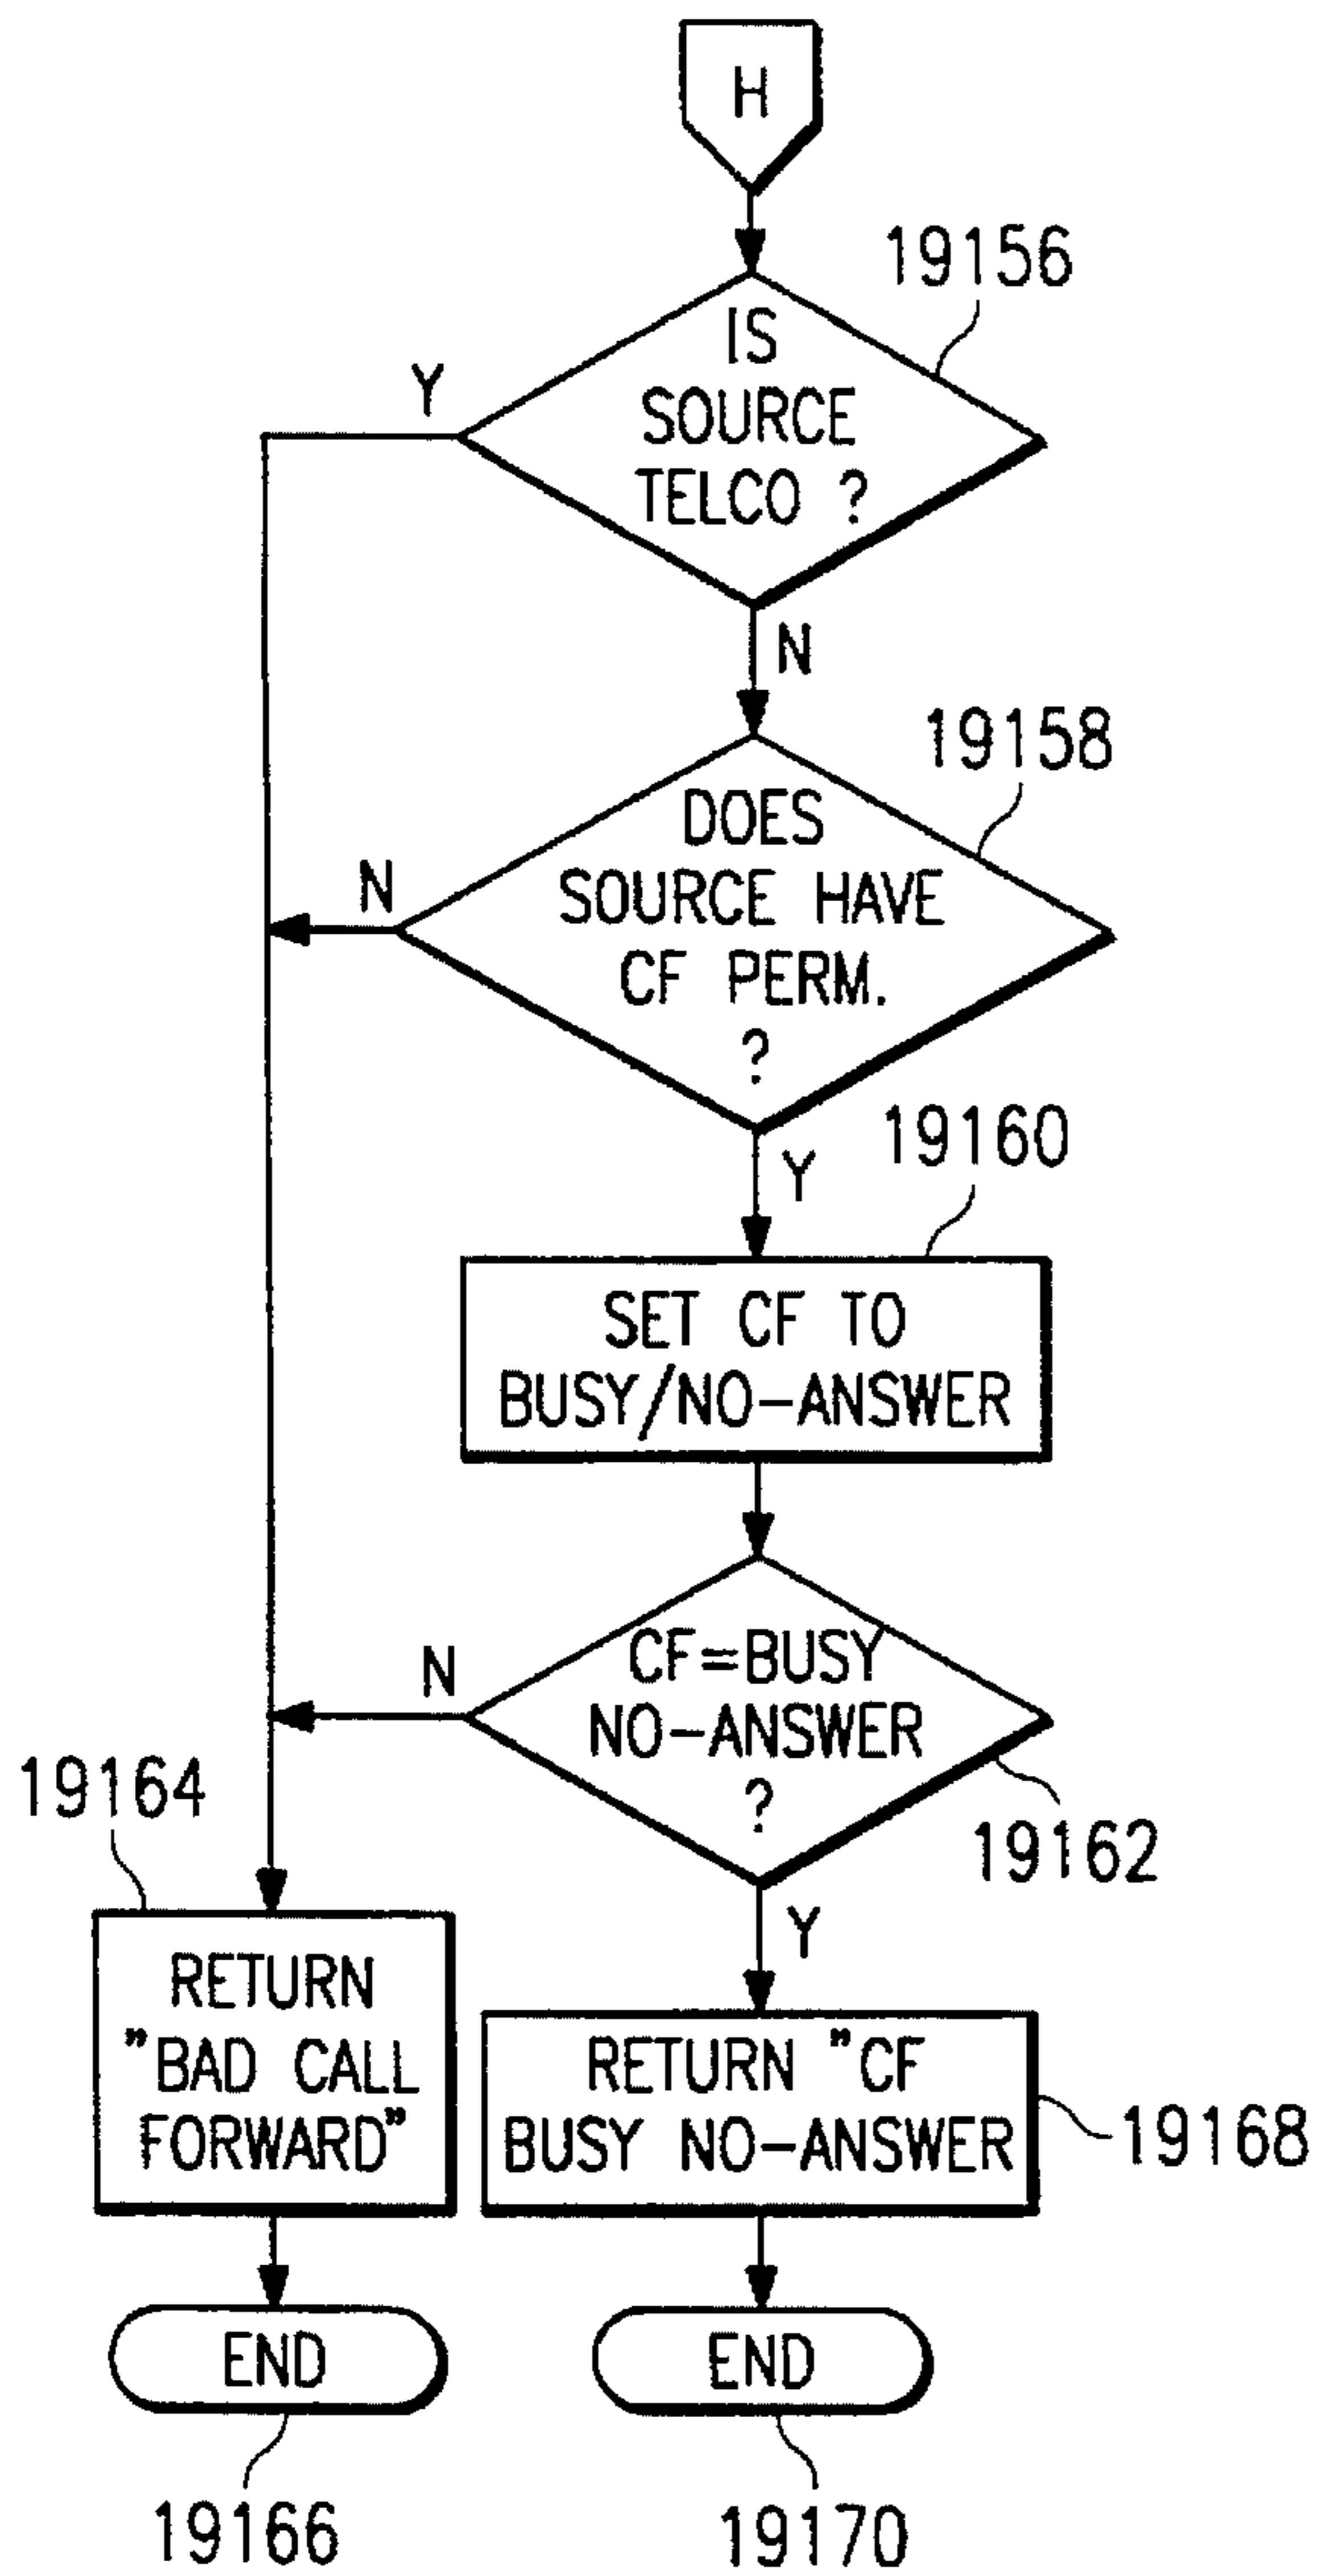 H
19156
IS
SOURCE
TELCO ?
Y
N
19158
DOES
SOURCE HAVE
CF PERM.
?
N
Y
19160
SET CF TO
BUSY/NO-ANSWER
CF=BUSY
NO-ANSWER
?
N
19162
Y
19164
RETURN
"BAD CALL
FORWARD"
RETURN "CF
BUSY NO-ANSWER
19168
END
END
19166
19170